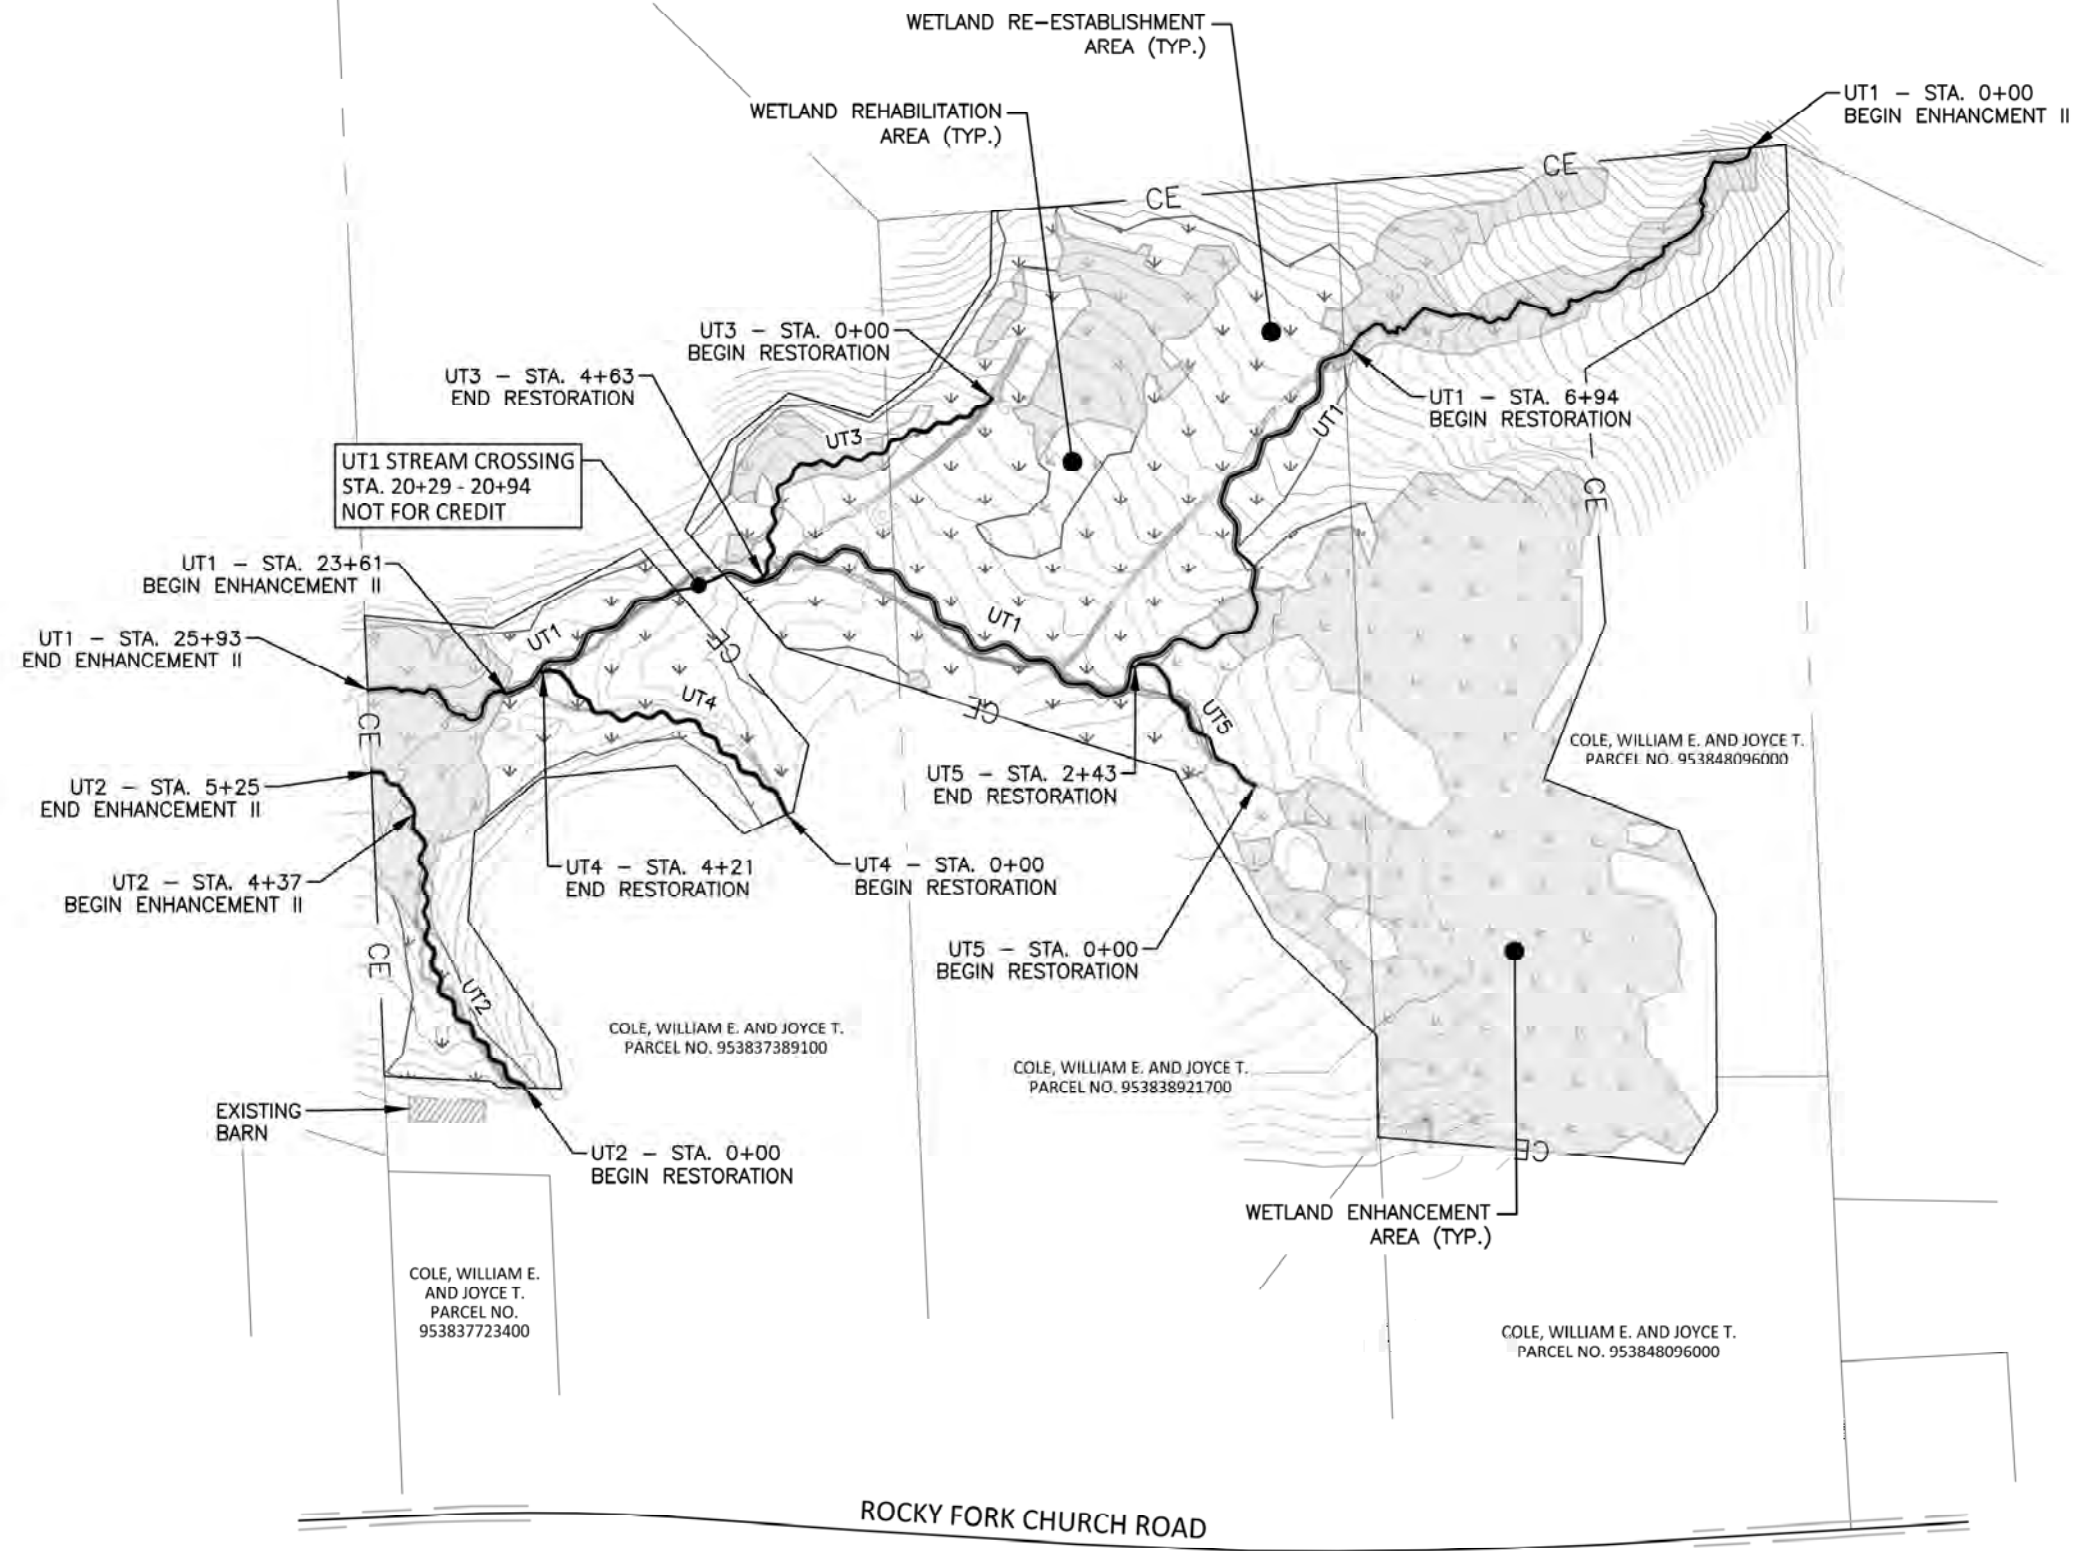 WETLAND RE-ESTABLISHMENT
AREA (TYP.)
WETLAND REHABILITATION
AREA (TYP.)
UT1 - STA. 0+00
BEGIN ENHANCMENT II
CE
CE
UT3 - STA. 0+00
BEGIN RESTORATION
UT3 - STA. 4+63
END RESTORATION
UT1 - STA. 6+94
BEGIN RESTORATION
UT1
UT3
UT1 STREAM CROSSING
STA. 20+29 - 20+94
NOT FOR CREDIT
CE
UT1 - STA. 23+61
BEGIN ENHANCEMENT II
UT1
UT1
CE
UT1 - STA. 25+93
END ENHANCEMENT II
UT4
CE
UT5
CE
COLE, WILLIAM E. AND JOYCE T.
PARCEL NO. 953848096000
UT2 - STA. 5+25
END ENHANCEMENT II
UT5 - STA. 2+43
END RESTORATION
UT4 - STA. 4+21
END RESTORATION
UT4 - STA. 0+00
BEGIN RESTORATION
UT2 - STA. 4+37
BEGIN ENHANCEMENT II
UT5 - STA. 0+00
BEGIN RESTORATION
CE
UT2
COLE, WILLIAM E. AND JOYCE T.
PARCEL NO. 953837389100
COLE, WILLIAM E. AND JOYCE T.
PARCEL NO. 953838921700
EXISTING
BARN
CE
UT2 - STA. 0+00
BEGIN RESTORATION
WETLAND ENHANCEMENT
AREA (TYP.)
COLE, WILLIAM E.
AND JOYCE T.
PARCEL NO.
953837723400
COLE, WILLIAM E. AND JOYCE T.
PARCEL NO. 953848096000
ROCKY FORK CHURCH ROAD